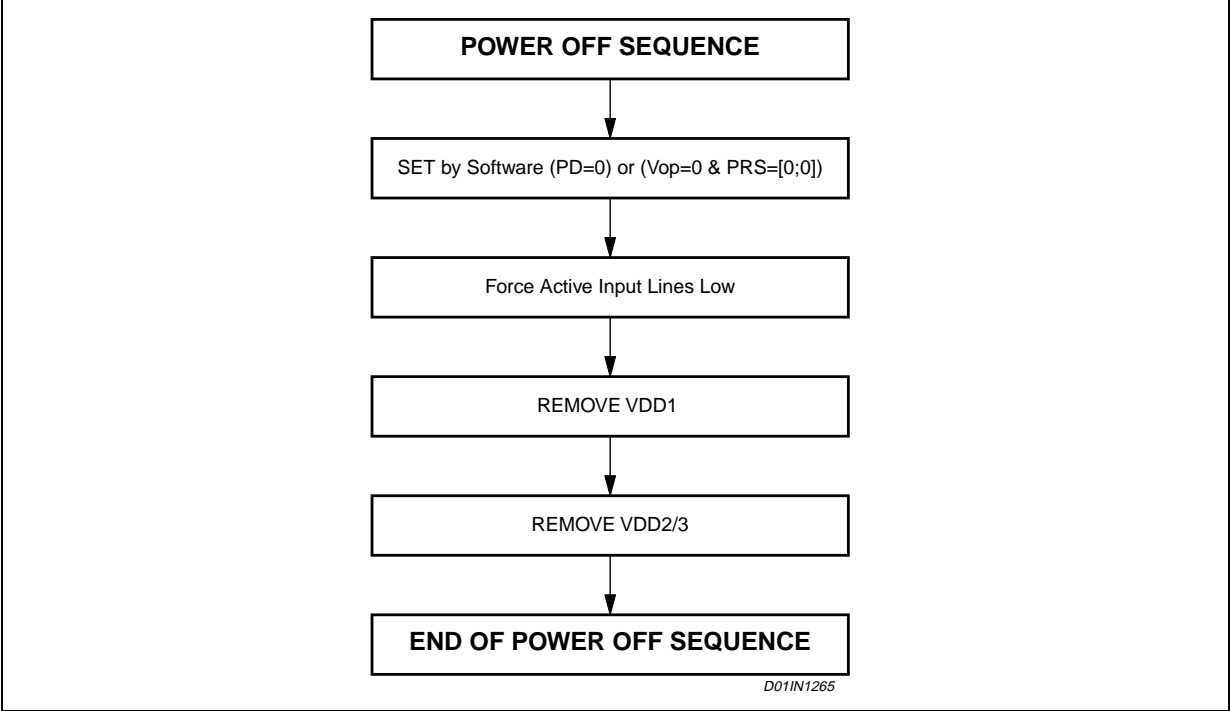 POWER OFF SEQUENCE
SET by Software (PD=0) or (Vop=0 & PRS=[0;0])
Force Active Input Lines Low
REMOVE VDD1
REMOVE VDD2/3
END OF POWER OFF SEQUENCE
D01IN1265